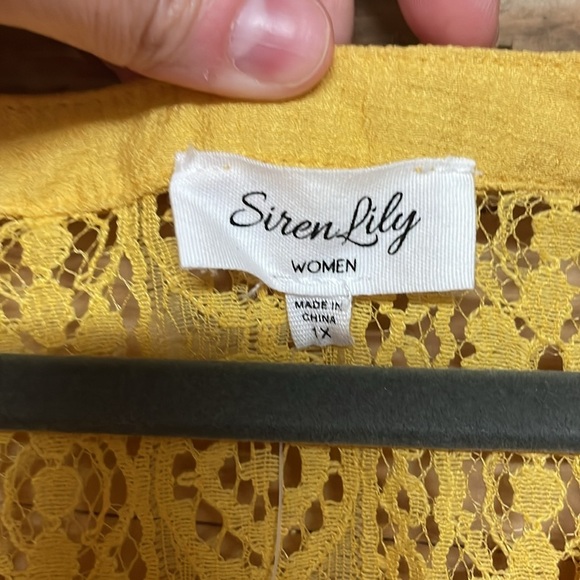 Siren Lily
WOMEN
MADE IN
CHINA
1X